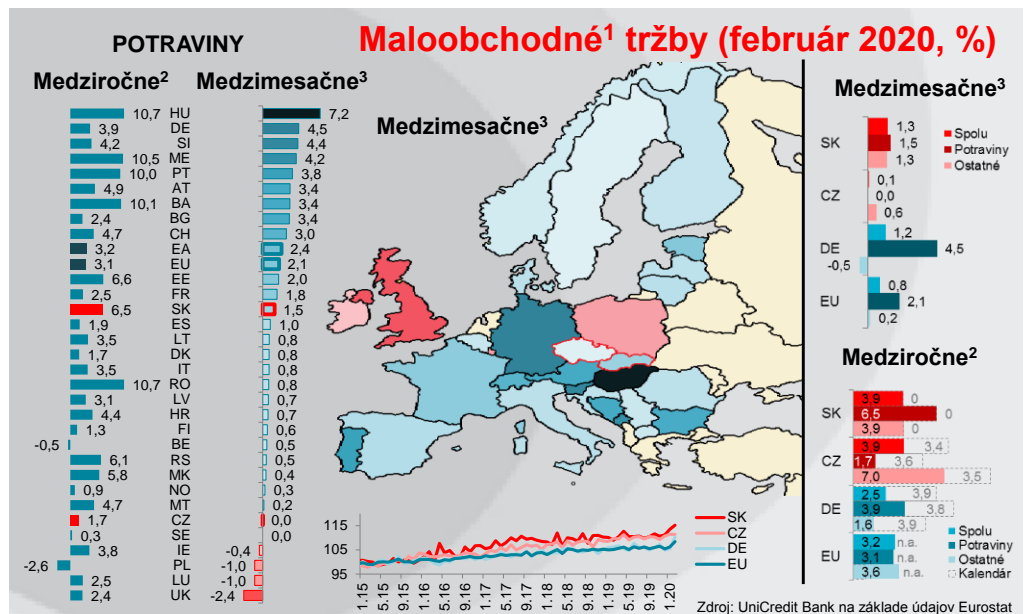 Maloobchodné¹ tržby (február 2020, %)
POTRAVINY
Medziročné² Medzimesačné³
10,7 HU 7,2
3,9 DE 4,5
4,2 SI 4,4
10,5 ME 4,2
10,0 PT 3,8
4,9 AT 3,4
10,1 BA 3,4
2,4 BG 3,4
4,7 CH 3,0
3,2 EA 2,4
3,1 EU 2,1
6,6 EE 2,0
2,5 FR 1,8
6,5 SK 1,5
1,9 ES 1,0
3,5 LT 0,8
1,7 DK 0,8
3,5 IT 0,8
10,7 RO 0,8
3,1 LV 0,7
4,4 HR 0,7
1,3 FI 0,6
-0,5 BE 0,5
6,1 RS 0,5
5,8 MK 0,4
0,9 NO 0,3
4,7 MT 0,2
1,7 CZ 0,0
0,3 SE 0,0
3,8 IE -0,4
-2,6 PL -1,0
2,5 LU -1,0
2,4 UK -2,4
Medzimesačné³
115
105
95
1.15 5.15 9.15 1.16 5.16 9.16 1.17 5.17 9.17 1.18 5.18 9.18 1.19 5.19 9.19 1.20
SK
CZ
DE
EU
Medzimesačné³
SK
1,3
1,5
1,3
CZ
0,1
0,0
0,6
DE
1,2
4,5
-0,5
EU
0,8
2,1
0,2
Spolu
Potraviny
Ostatné
Medziročné²
SK
3,9 0
6,5 0
3,9 0
CZ
3,9 3,4
1,7 3,6
7,0 3,5
DE
2,5 3,9
3,9 3,8
1,6 3,9
EU
3,2 n.a.
3,1 n.a.
3,6 n.a.
Spolu
Potraviny
Ostatné
Kalendár
Zdroj: UniCredit Bank na základe údajov Eurostat